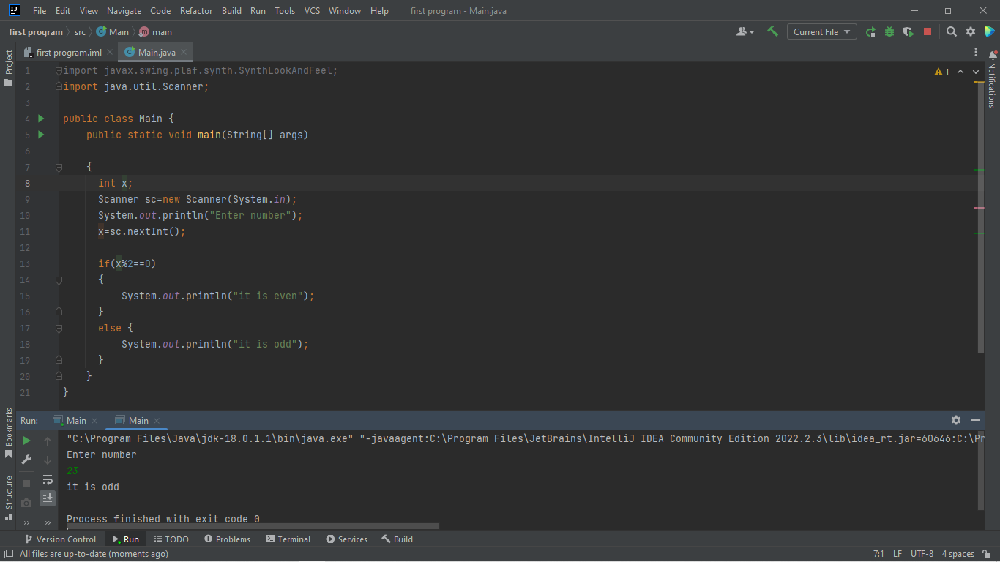 File Edit View Navigate Code Refactor Build Run Tools VCS Window Help first program - Main.java
first program src Main main Current File
first program.iml Main.java
Project
Notifications
1 import javax.swing.plaf.synth.SynthLookAndFeel; 1
2 import java.util.Scanner;
3
4 public class Main {
5 public static void main(String[] args)
6
7 {
8 int x;
9 Scanner sc=new Scanner(System.in);
10 System.out.println("Enter number");
11 x=sc.nextInt();
12
13 if(x%2==0)
14 {
15 System.out.println("it is even");
16 }
17 else {
18 System.out.println("it is odd");
19 }
20 }
21 }
Bookmarks
Structure
Run: Main Main
"C:\Program Files\Java\jdk-18.0.1.1\bin\java.exe" "-javaagent:C:\Program Files\JetBrains\IntelliJ IDEA Community Edition 2022.2.3\lib\idea_rt.jar=60646:C:\Pr
Enter number
23
it is odd
Process finished with exit code 0
Version Control Run TODO Problems Terminal Services Build
All files are up-to-date (moments ago) 7:1 LF UTF-8 4 spaces